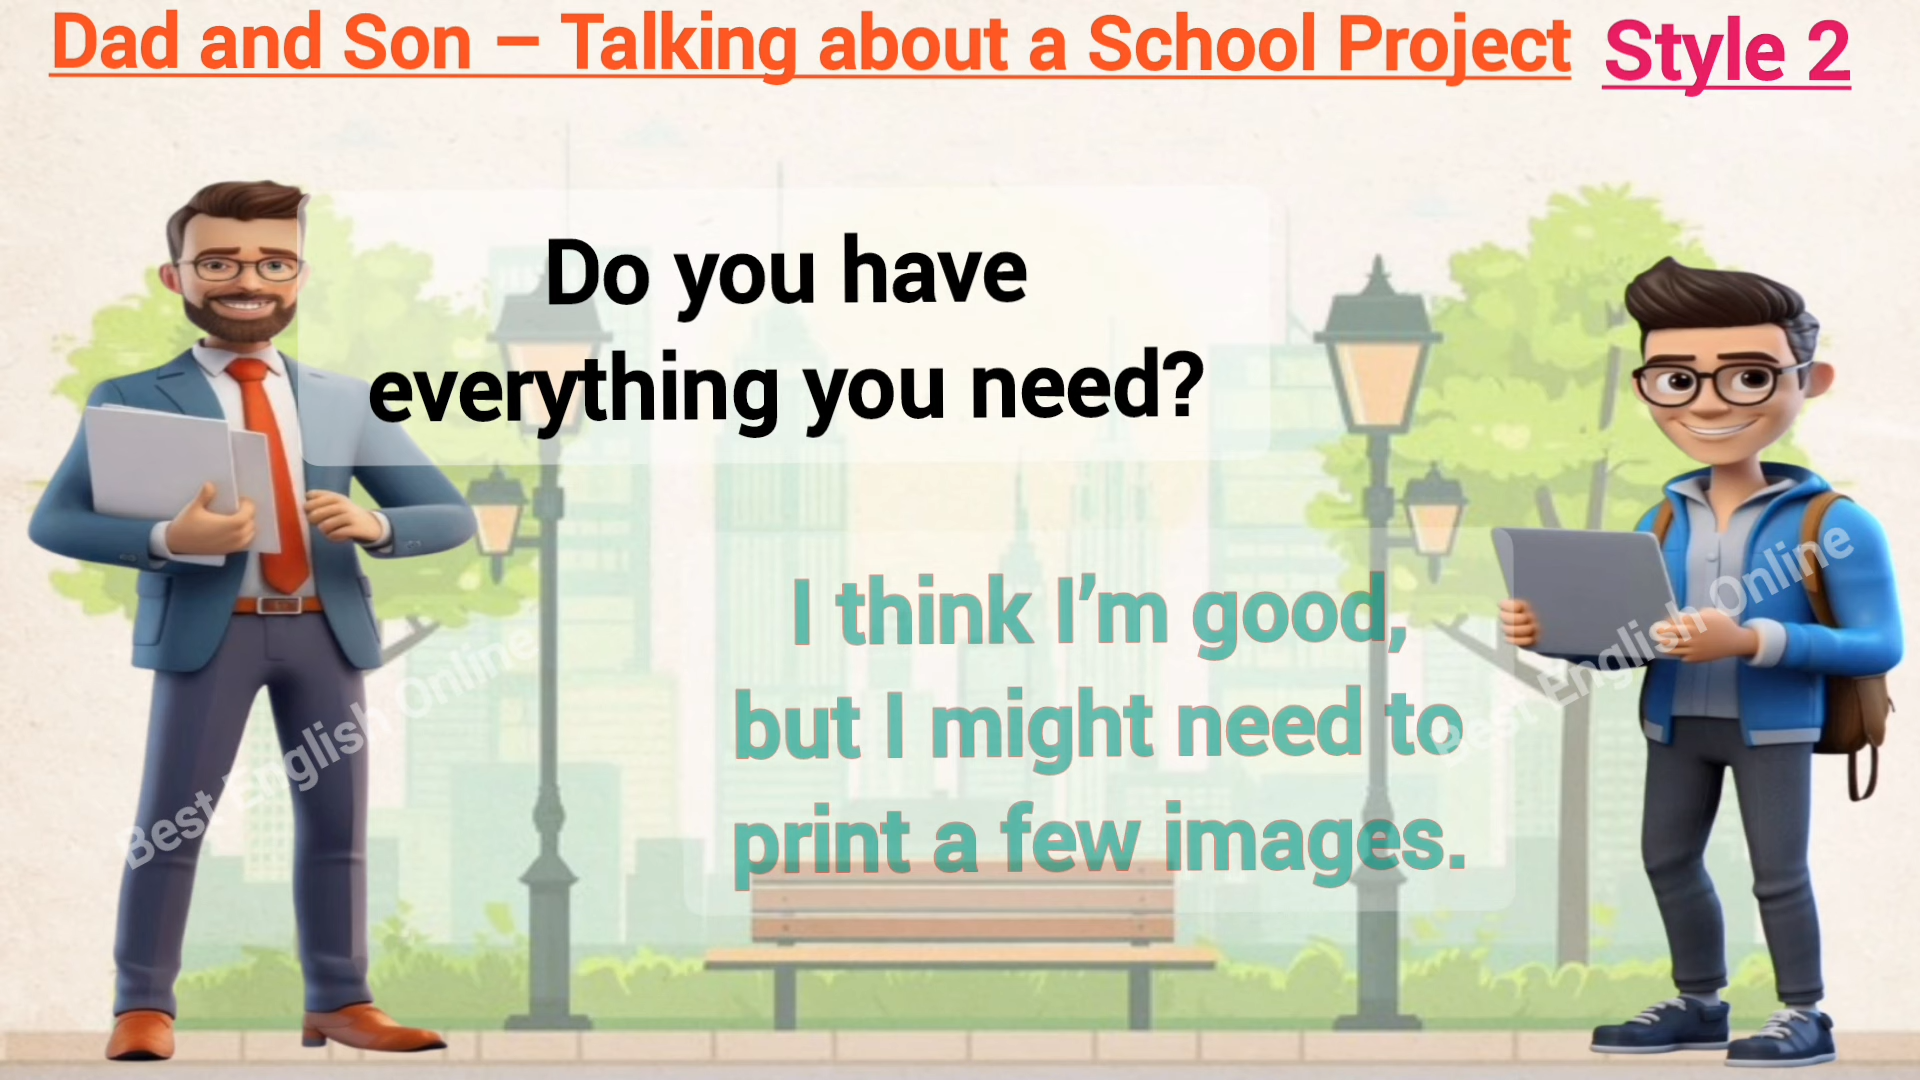 Dad and Son – Talking about a School Project Style 2
Do you have
everything you need?
I think I’m good,
but I might need to
print a few images.
Best English Online
Best English Online